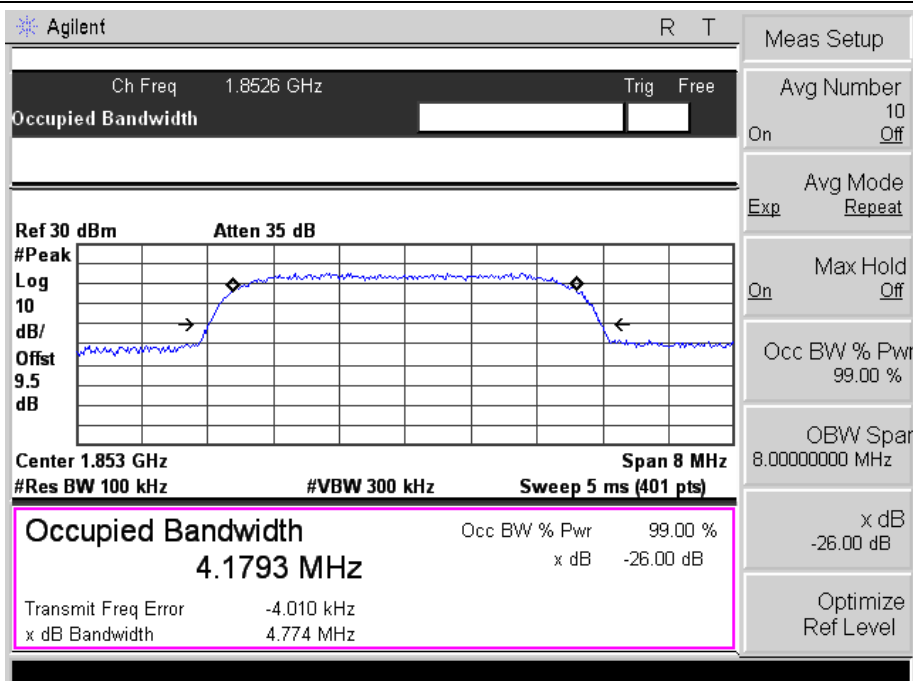 Agilent R T
Ch Freq 1.8526 GHz Trig Free
Occupied Bandwidth
Ref 30 dBm Atten 35 dB
#Peak
Log
10
dB/
Offst
9.5
dB
Center 1.853 GHz Span 8 MHz
#Res BW 100 kHz #VBW 300 kHz Sweep 5 ms (401 pts)
Occupied Bandwidth
4.1793 MHz
Occ BW % Pwr 99.00 %
x dB -26.00 dB
Transmit Freq Error -4.010 kHz
x dB Bandwidth 4.774 MHz
Meas Setup
Avg Number
10
On Off
Avg Mode
Exp Repeat
Max Hold
On Off
Occ BW % Pwr
99.00 %
OBW Span
8.00000000 MHz
x dB
-26.00 dB
Optimize
Ref Level